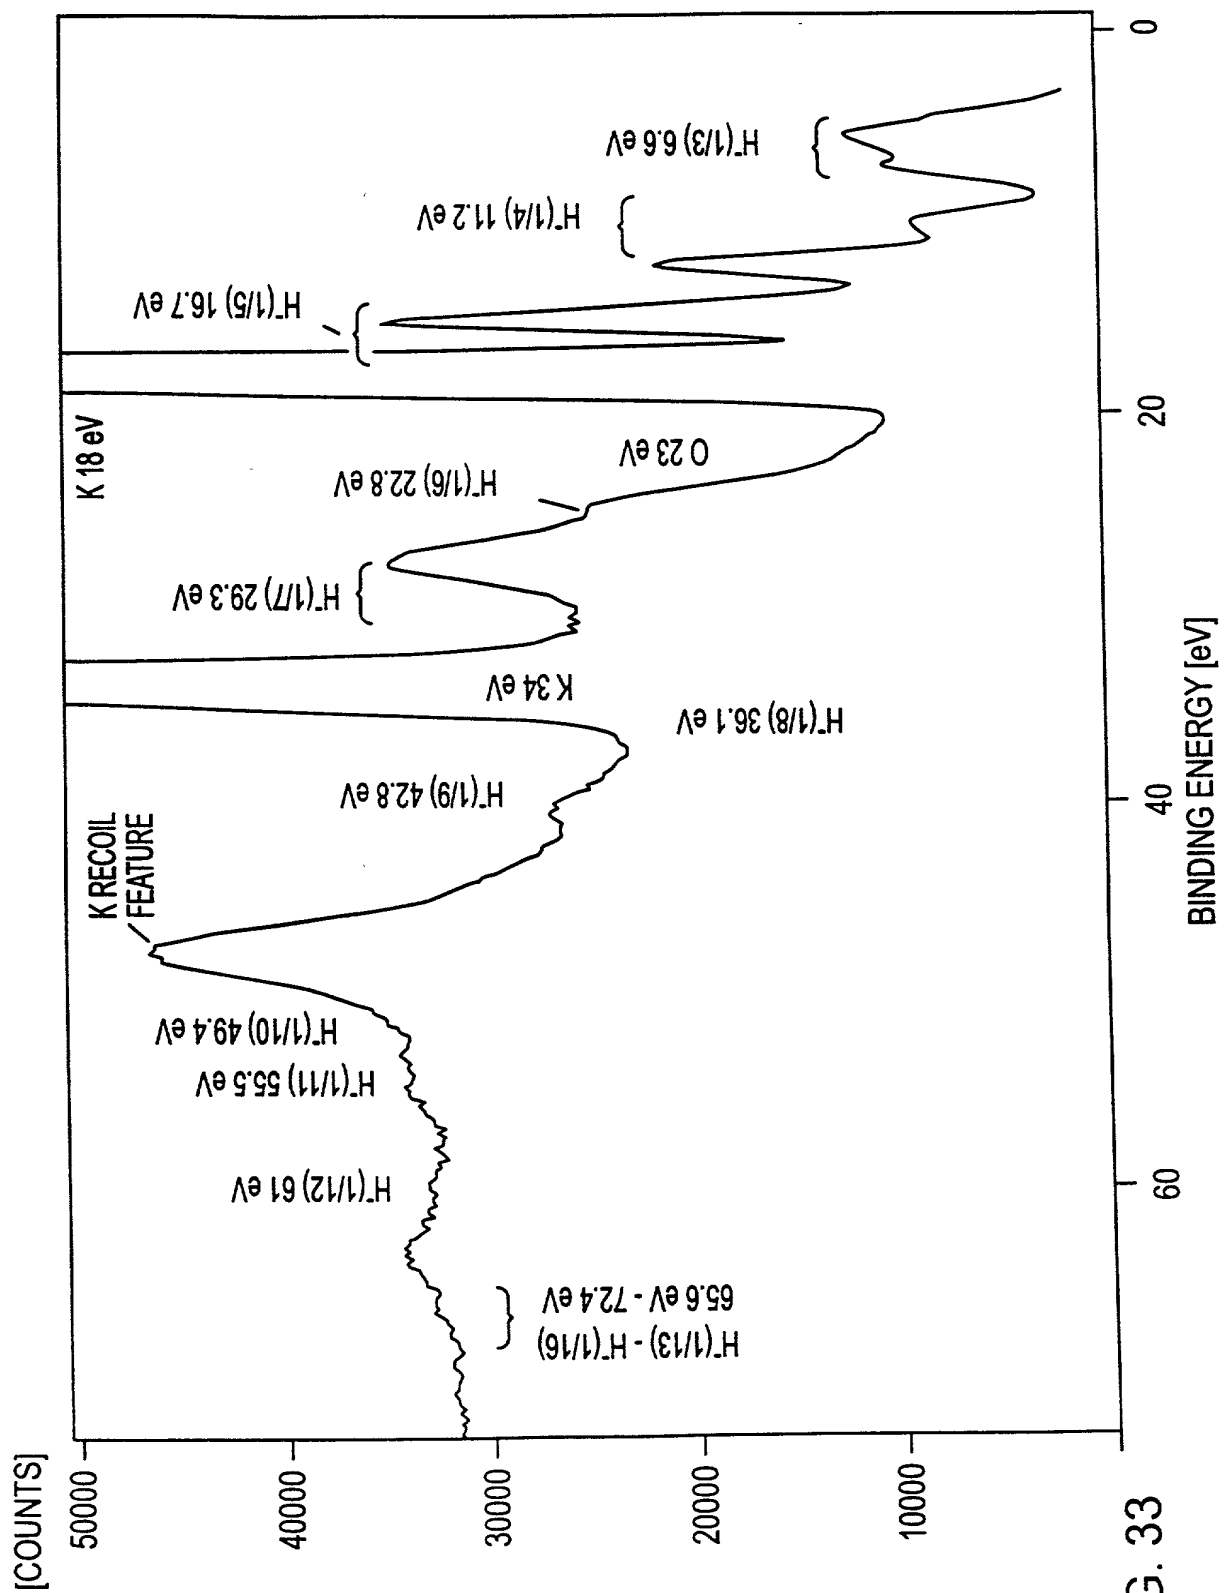 [COUNTS]
50000
40000
30000
20000
10000
K RECOIL
FEATURE
K 18 eV
H⁻(1/5) 16.7 eV
H⁻(1/4) 11.2 eV
H⁻(1/3) 6.6 eV
H⁻(1/7) 29.3 eV
H⁻(1/6) 22.8 eV
O 23 eV
K 34 eV
H⁻(1/8) 36.1 eV
H⁻(1/9) 42.8 eV
H⁻(1/10) 49.4 eV
H⁻(1/11) 55.5 eV
H⁻(1/12) 61 eV
H⁻(1/13) - H⁻(1/16)
65.6 eV - 72.4 eV
60
40
20
0
BINDING ENERGY [eV]
G. 33